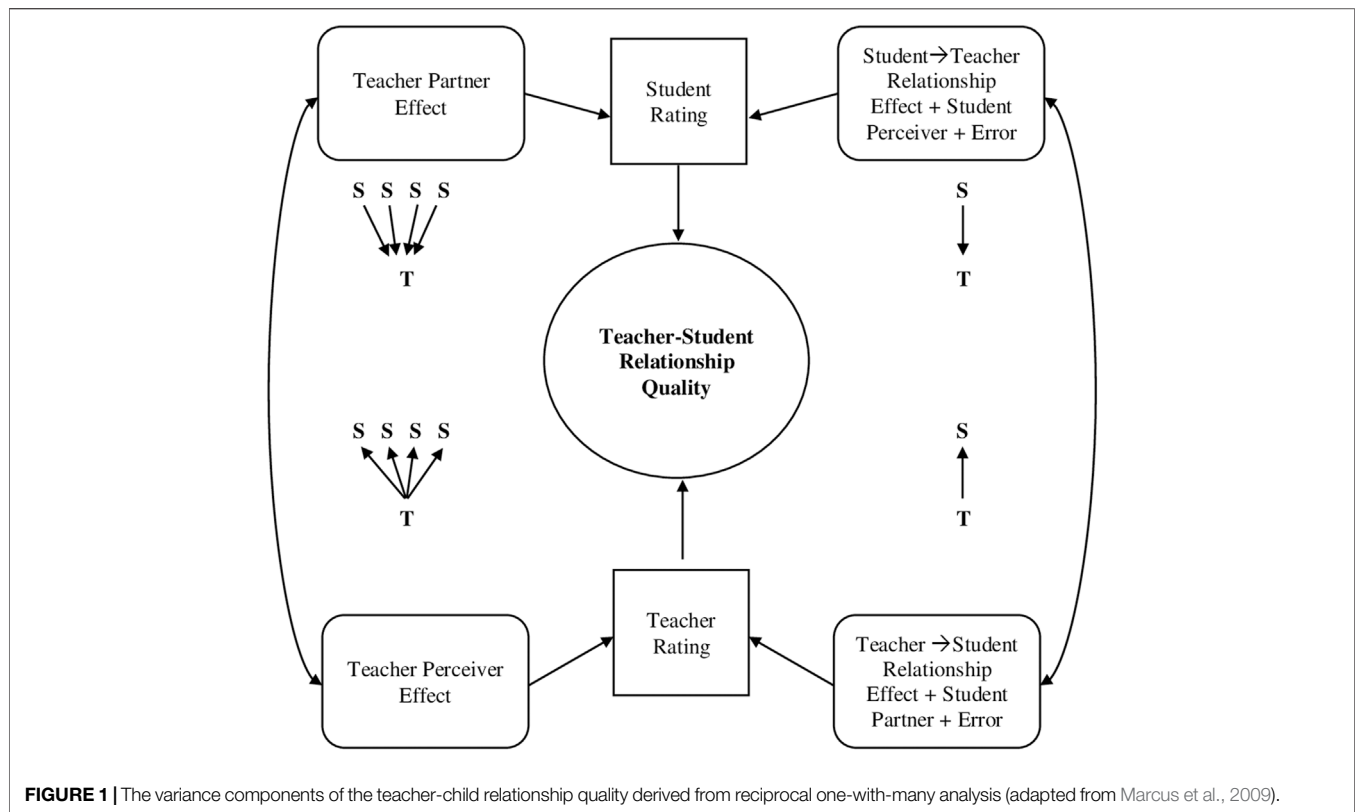 Teacher Partner
Effect
Student
Rating
Student→Teacher
Relationship
Effect + Student
Perceiver + Error
S S S S
T
S
T
Teacher-Student
Relationship
Quality
S S S S
T
S
T
Teacher Perceiver
Effect
Teacher
Rating
Teacher →Student
Relationship
Effect + Student
Partner + Error
FIGURE 1 | The variance components of the teacher-child relationship quality derived from reciprocal one-with-many analysis (adapted from Marcus et al., 2009).